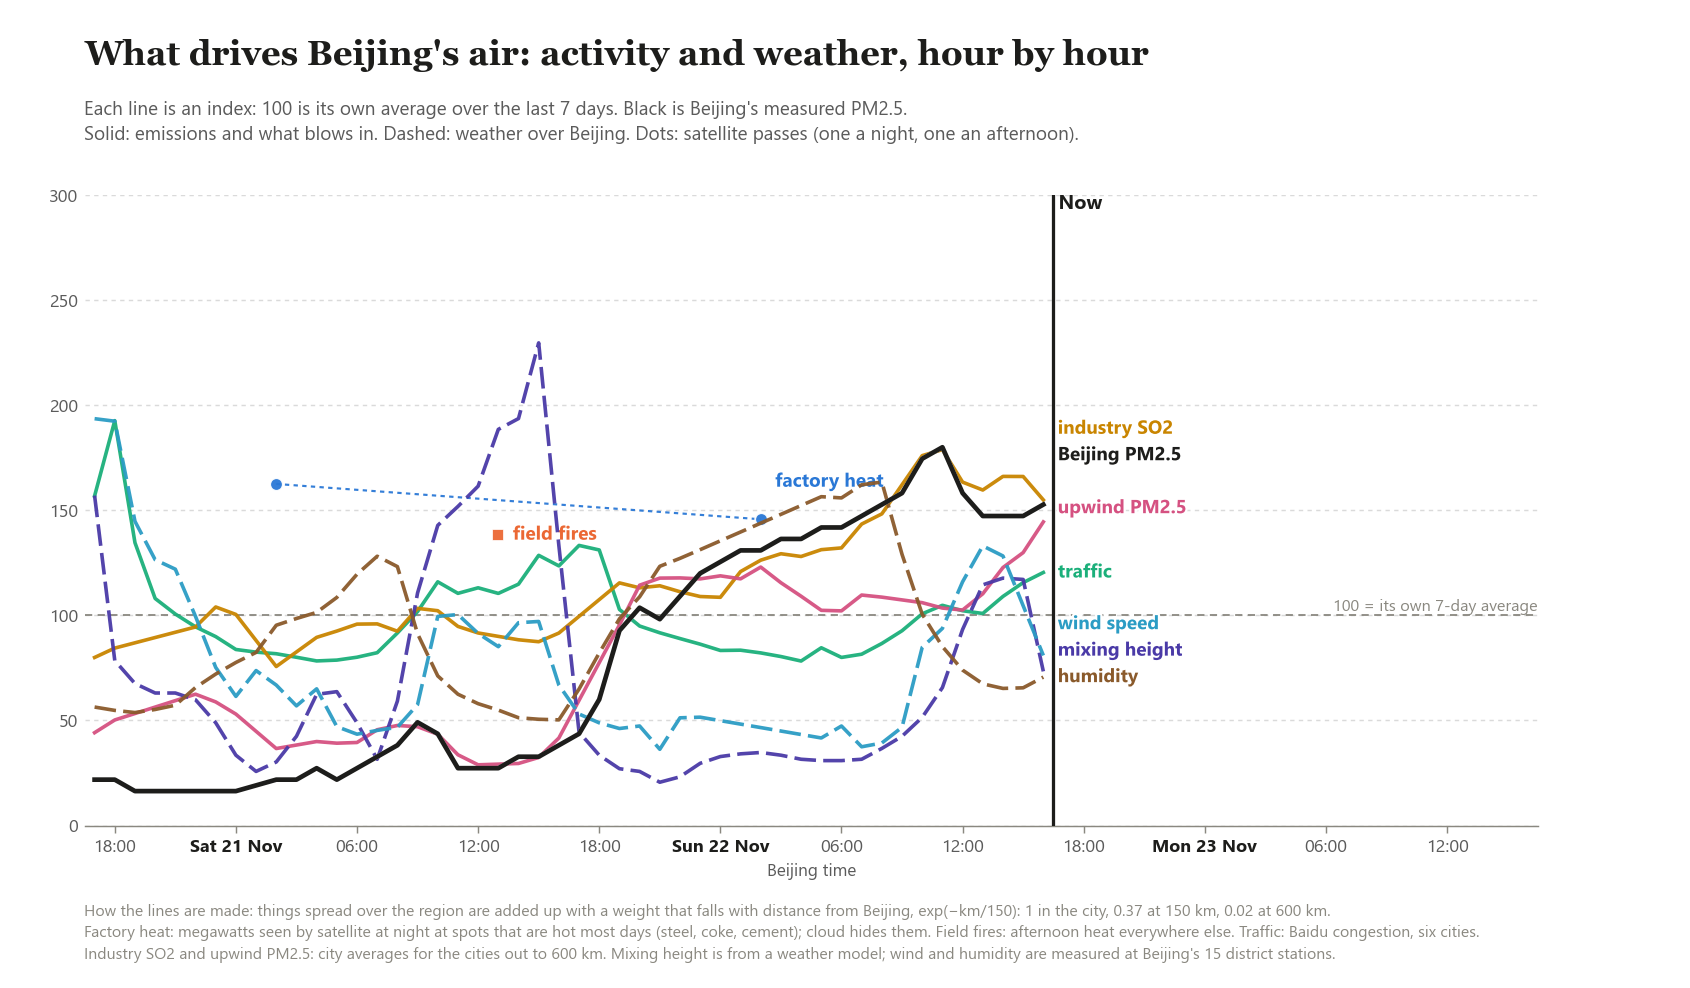 What drives Beijing's air: activity and weather, hour by hour
Each line is an index: 100 is its own average over the last 7 days. Black is Beijing's measured PM2.5.
Solid: emissions and what blows in. Dashed: weather over Beijing. Dots: satellite passes (one a night, one an afternoon).
300
Now
250
200
industry SO2
Beijing PM2.5
factory heat
150
upwind PM2.5
field fires
traffic
100 = its own 7-day average
100
wind speed
mixing height
humidity
50
0
18:00 Sat 21 Nov 06:00 12:00 18:00 Sun 22 Nov 06:00 12:00 18:00 Mon 23 Nov 06:00 12:00
Beijing time
How the lines are made: things spread over the region are added up with a weight that falls with distance from Beijing, exp(−km/150): 1 in the city, 0.37 at 150 km, 0.02 at 600 km.
Factory heat: megawatts seen by satellite at night at spots that are hot most days (steel, coke, cement); cloud hides them. Field fires: afternoon heat everywhere else. Traffic: Baidu congestion, six cities.
Industry SO2 and upwind PM2.5: city averages for the cities out to 600 km. Mixing height is from a weather model; wind and humidity are measured at Beijing's 15 district stations.